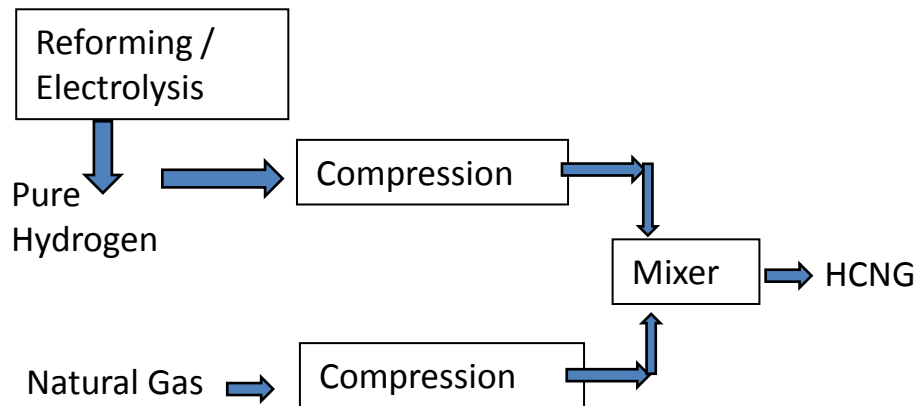 Reforming /
Electrolysis
Pure
Hydrogen
Compression
Mixer
HCNG
Natural Gas
Compression